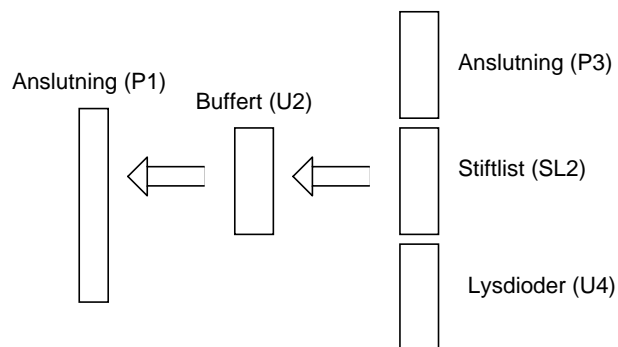 Anslutning (P1)
Buffert (U2)
Anslutning (P3)
Stiftlist (SL2)
Lysdioder (U4)